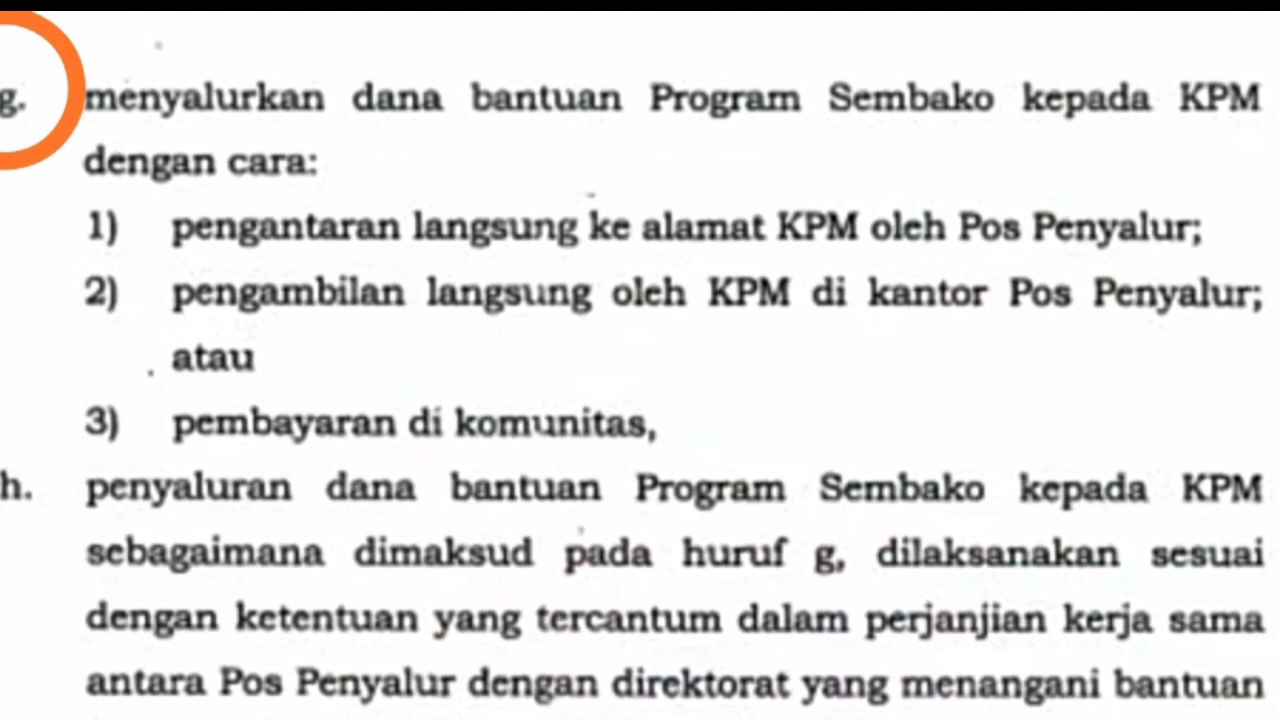 g. menyalurkan dana bantuan Program Sembako kepada KPM
dengan cara:
1) pengantaran langsung ke alamat KPM oleh Pos Penyalur;
2) pengambilan langsung oleh KPM di kantor Pos Penyalur;
atau
3) pembayaran di komunitas,
h. penyaluran dana bantuan Program Sembako kepada KPM
sebagaimana dimaksud pada huruf g, dilaksanakan sesuai
dengan ketentuan yang tercantum dalam perjanjian kerja sama
antara Pos Penyalur dengan direktorat yang menangani bantuan